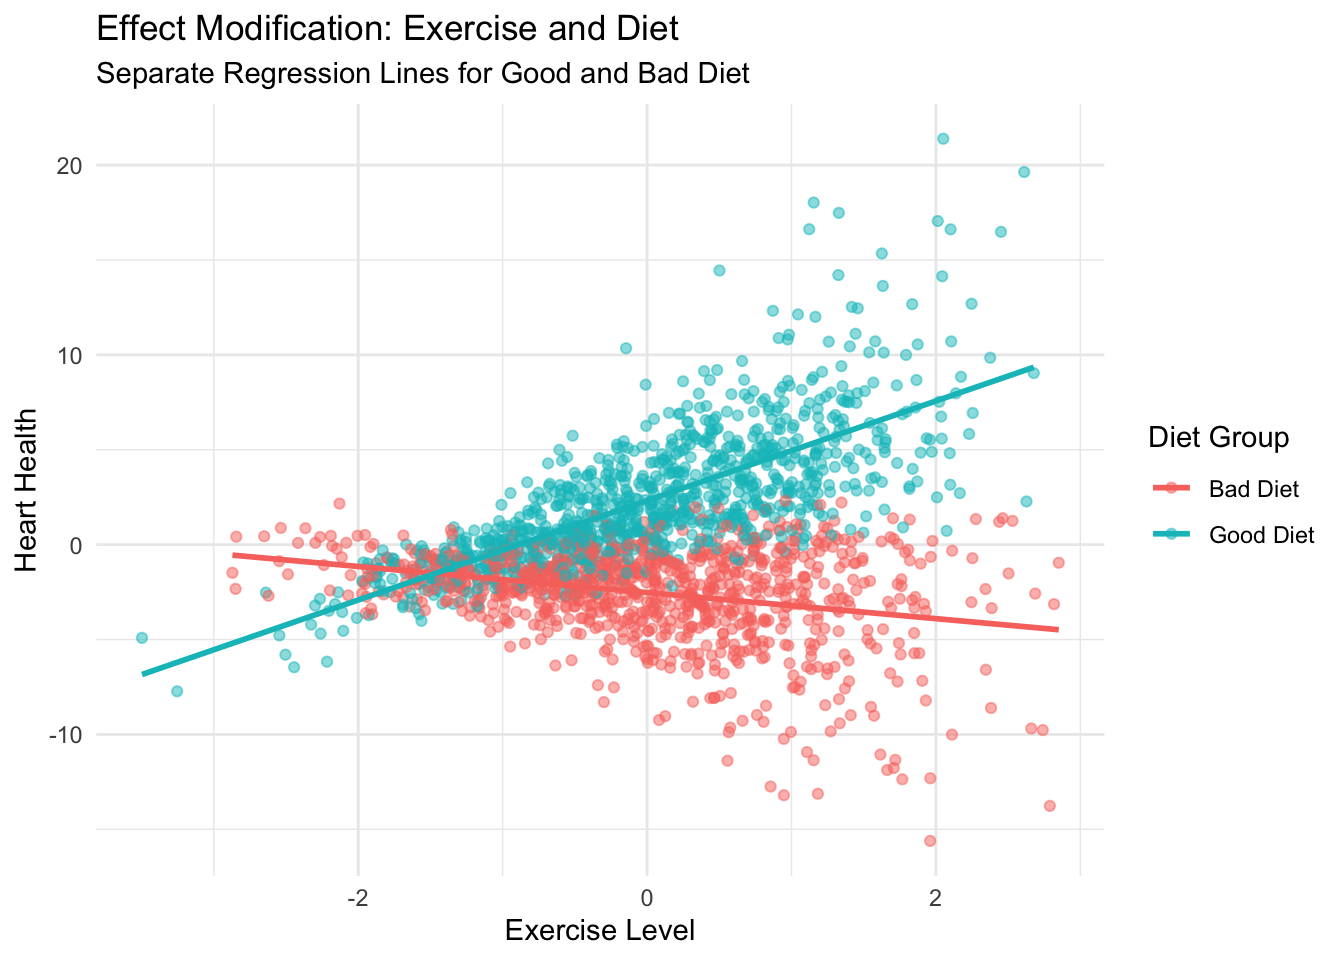 Effect Modification: Exercise and Diet
Separate Regression Lines for Good and Bad Diet
20
10
0
-10
Heart Health
-2
0
2
Exercise Level
Diet Group
Bad Diet
Good Diet